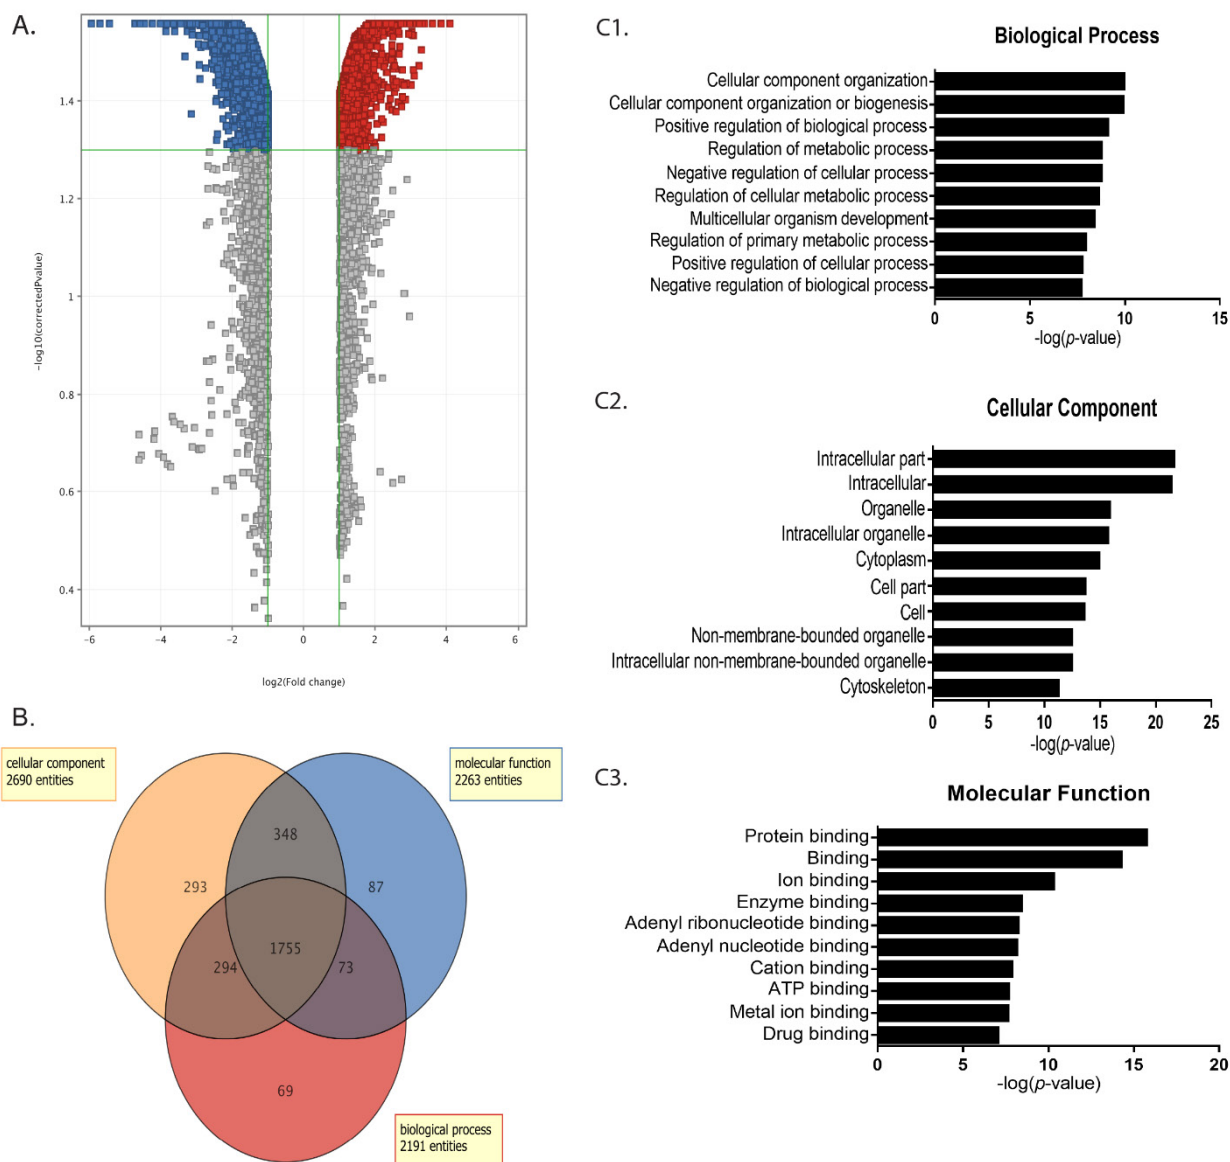 A.
1.4
1.2
1
0.8
0.6
0.4
-log10(correctedPvalue)
-6
-4
-2
0
2
4
6
log2(Fold change)
B.
cellular component
2690 entities
molecular function
2263 entities
348
293
87
1755
294
73
69
biological process
2191 entities
C1.
Biological Process
Cellular component organization
Cellular component organization or biogenesis
Positive regulation of biological process
Regulation of metabolic process
Negative regulation of cellular process
Regulation of cellular metabolic process
Multicellular organism development
Regulation of primary metabolic process
Positive regulation of cellular process
Negative regulation of biological process
0 5 10 15
-log(p-value)
C2.
Cellular Component
Intracellular part
Intracellular
Organelle
Intracellular organelle
Cytoplasm
Cell part
Cell
Non-membrane-bounded organelle
Intracellular non-membrane-bounded organelle
Cytoskeleton
0 5 10 15 20 25
-log(p-value)
C3.
Molecular Function
Protein binding
Binding
Ion binding
Enzyme binding
Adenyl ribonucleotide binding
Adenyl nucleotide binding
Cation binding
ATP binding
Metal ion binding
Drug binding
0 5 10 15 20
-log(p-value)